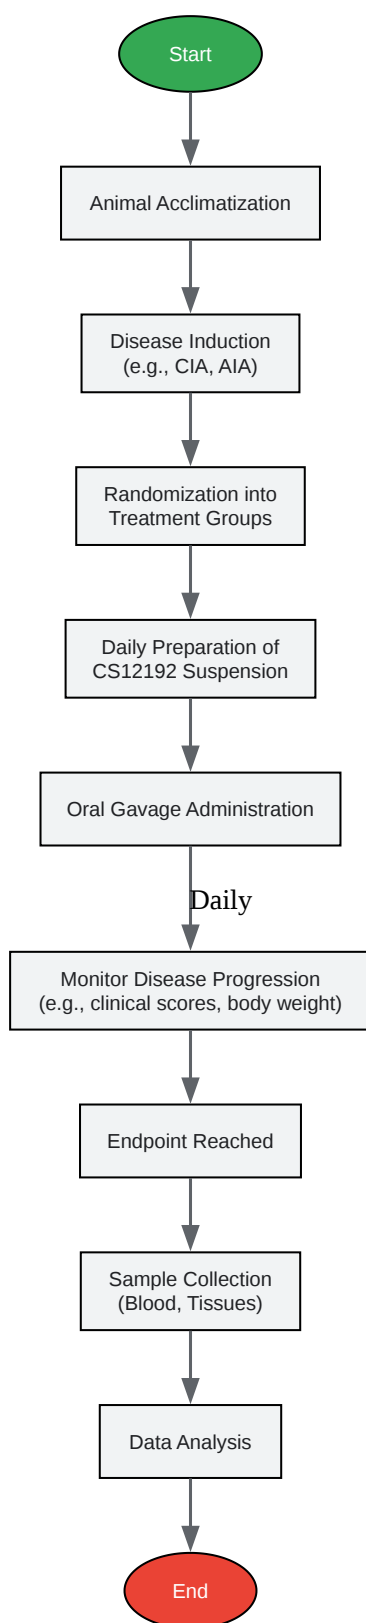 Start
Animal Acclimatization
Disease Induction
(e.g., CIA, AIA)
Randomization into
Treatment Groups
Daily Preparation of
CS12192 Suspension
Oral Gavage Administration
Daily
Monitor Disease Progression
(e.g., clinical scores, body weight)
Endpoint Reached
Sample Collection
(Blood, Tissues)
Data Analysis
End